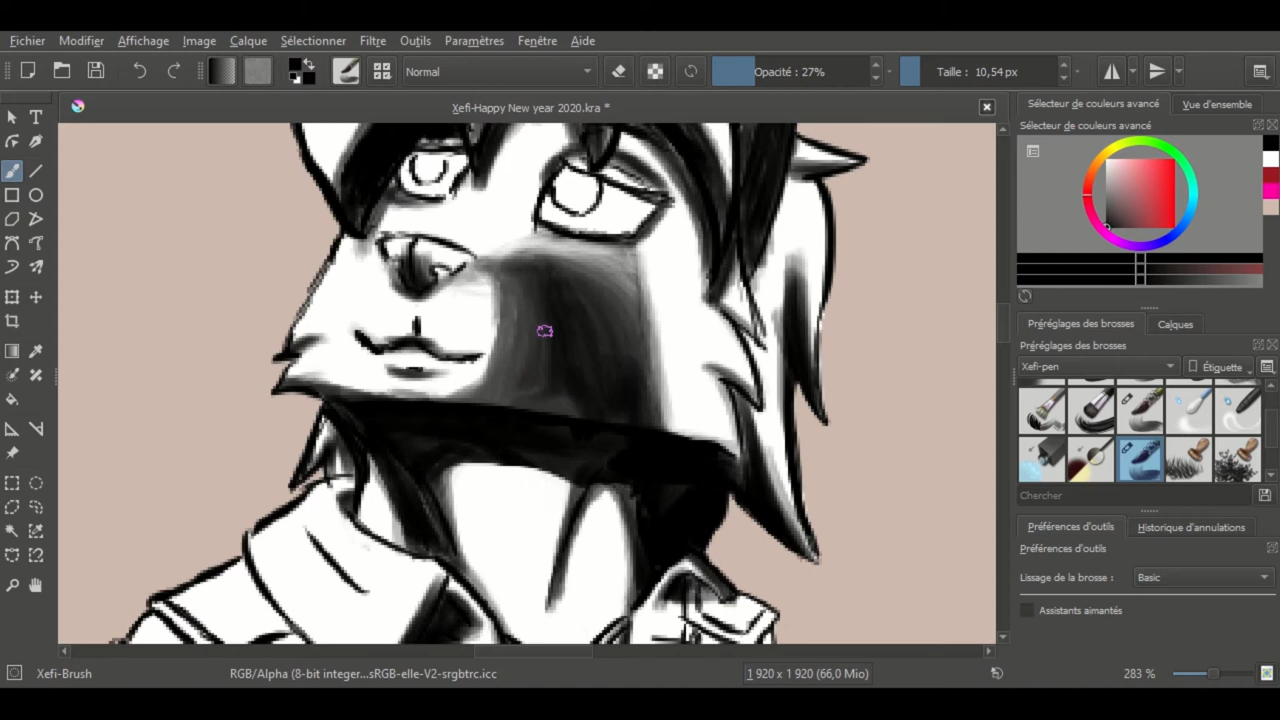 Fichier Modifier Affichage Image Calque Sélectionner Filtre Outils Paramètres Fenêtre Aide
Normal Opacité : 27% Taille : 10,54 px
Xefi-Happy New year 2020.kra *
Sélecteur de couleurs avancé Vue d'ensemble
Sélecteur de couleurs avancé
Préréglages des brosses Calques
Préréglages des brosses
Xefi-pen Étiquette
Chercher
Préférences d'outils Historique d'annulations
Préférences d'outils
Lissage de la brosse : Basic
Assistants aimantés
Xefi-Brush RGB/Alpha (8-bit integer...sRGB-elle-V2-srgbtrc.icc 1 920 x 1 920 (66,0 Mio) 283 %